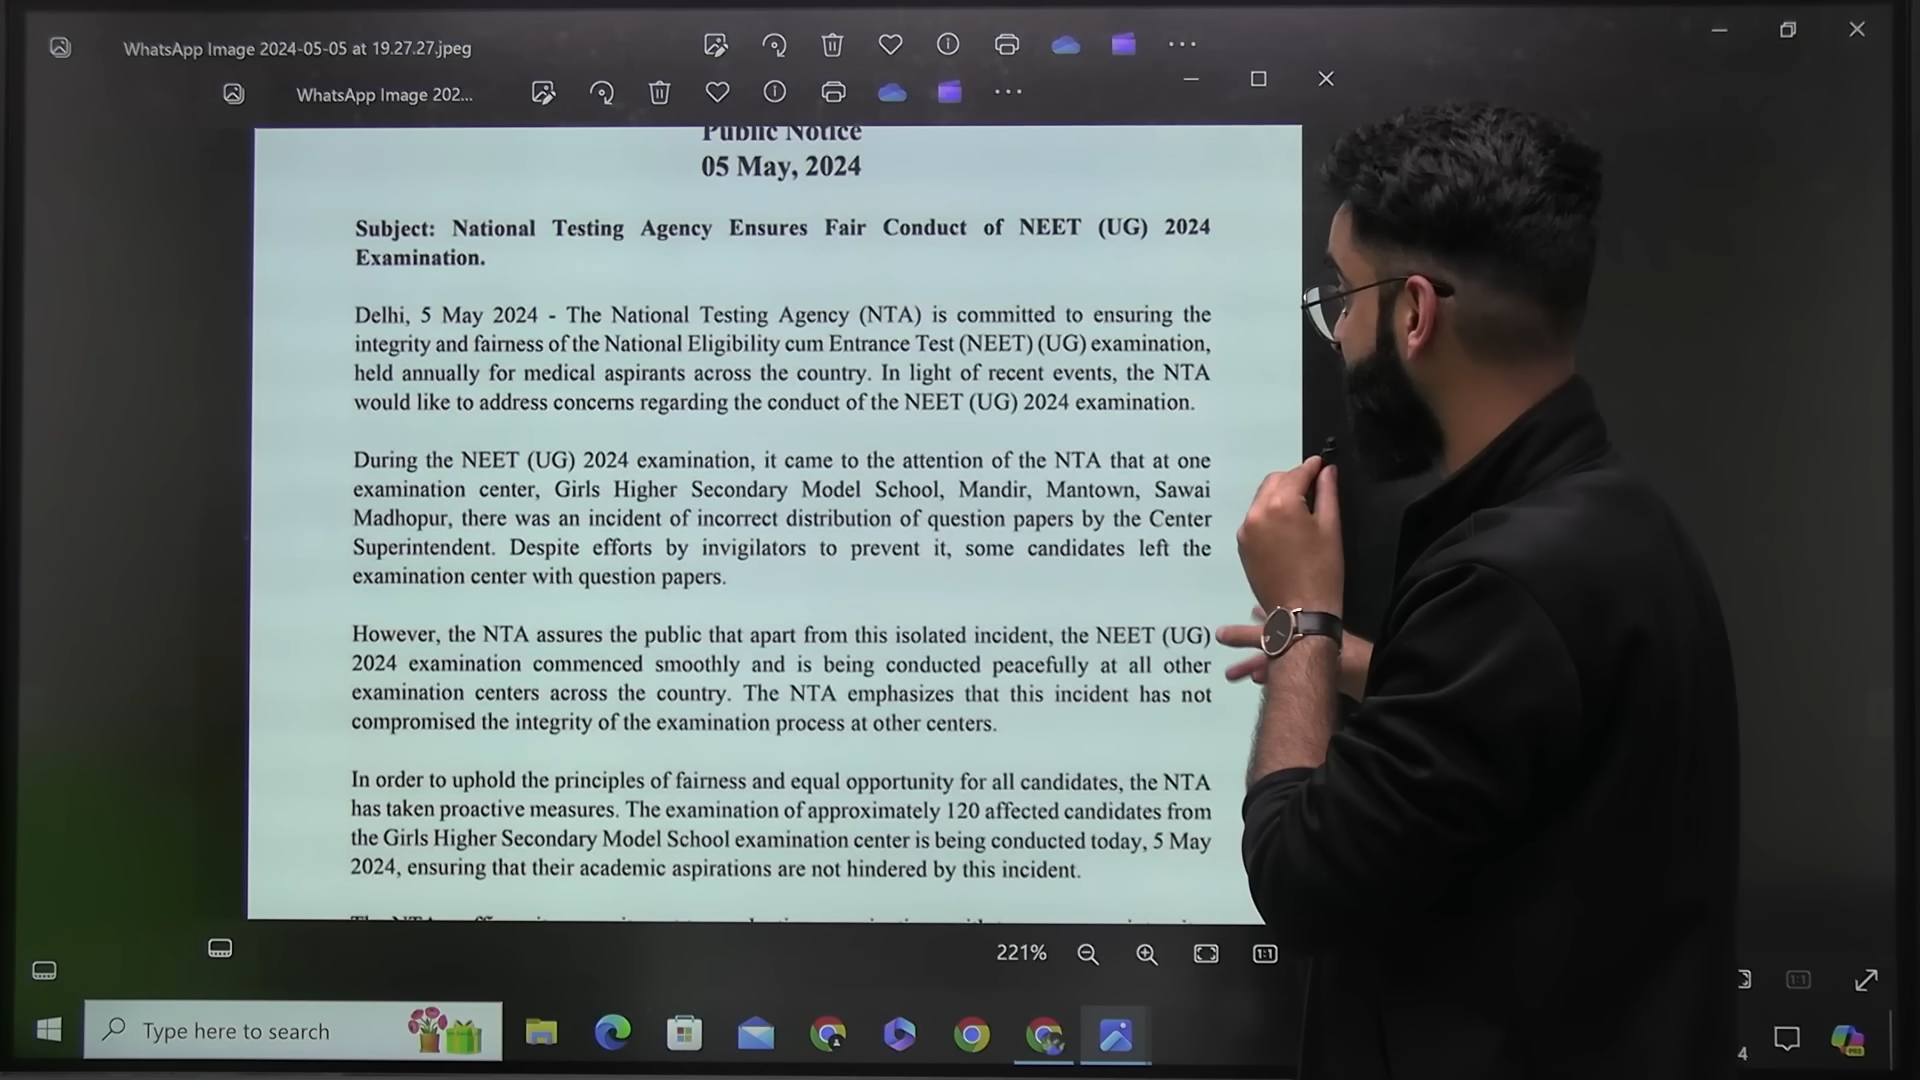 WhatsApp Image 2024-05-05 at 19.27.27.jpeg
WhatsApp Image 202...
Public Notice
05 May, 2024
Subject: National Testing Agency Ensures Fair Conduct of NEET (UG) 2024
Examination.
Delhi, 5 May 2024 - The National Testing Agency (NTA) is committed to ensuring the
integrity and fairness of the National Eligibility cum Entrance Test (NEET) (UG) examination,
held annually for medical aspirants across the country. In light of recent events, the NTA
would like to address concerns regarding the conduct of the NEET (UG) 2024 examination.
During the NEET (UG) 2024 examination, it came to the attention of the NTA that at one
examination center, Girls Higher Secondary Model School, Mandir, Mantown, Sawai
Madhopur, there was an incident of incorrect distribution of question papers by the Center
Superintendent. Despite efforts by invigilators to prevent it, some candidates left the
examination center with question papers.
However, the NTA assures the public that apart from this isolated incident, the NEET (UG)
2024 examination commenced smoothly and is being conducted peacefully at all other
examination centers across the country. The NTA emphasizes that this incident has not
compromised the integrity of the examination process at other centers.
In order to uphold the principles of fairness and equal opportunity for all candidates, the NTA
has taken proactive measures. The examination of approximately 120 affected candidates from
the Girls Higher Secondary Model School examination center is being conducted today, 5 May
2024, ensuring that their academic aspirations are not hindered by this incident.
221%
1:1
1:1
Type here to search
4
PRE